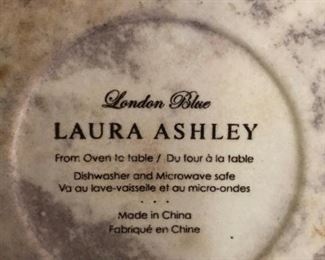 London Blue
LAURA ASHLEY
From Oven to table / Du four à la table
Dishwasher and Microwave safe
Va au lave-vaisselle et au micro-ondes
. . .
Made in China
Fabriqué en Chine